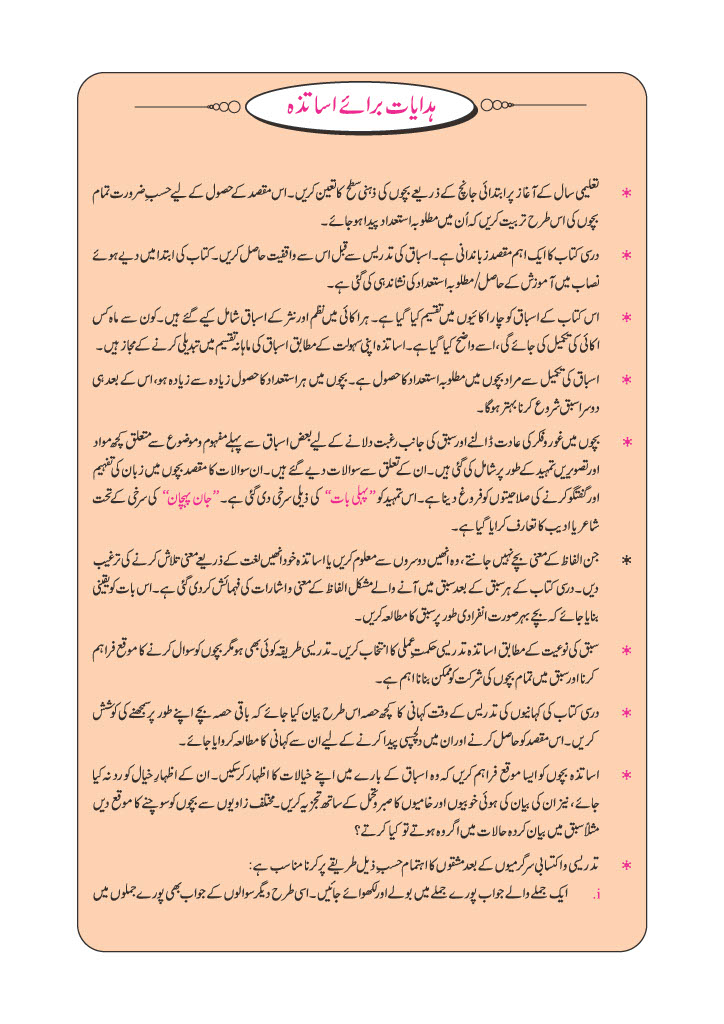 ہدایات برائے اساتذہ
* تعلیمی سال کے آغاز پر ابتدائی جانچ کے ذریعے بچوں کی ذہنی سطح کا تعین کریں۔ اس مقصد کے حصول کے لیے حسبِ ضرورت تمام
بچوں کی اس طرح تربیت کریں کہ اُن میں مطلوبہ استعداد پیدا ہو جائے۔
* درسی کتاب کا ایک اہم مقصد زباندانی ہے۔ اسباق کی تدریس سے قبل اس سے واقفیت حاصل کریں۔ کتاب کی ابتدا میں دیے ہوئے
نصاب میں آموزش کے حاصل/مطلوبہ استعداد کی نشاندہی کی گئی ہے۔
* اس کتاب کے اسباق کو چار اکائیوں میں تقسیم کیا گیا ہے۔ ہر اکائی میں نظم اور نثر کے اسباق شامل کیے گئے ہیں۔ کون سے ماہ کس
اکائی کی تکمیل کی جائے گی، اسے واضح کیا گیا ہے۔ اساتذہ اپنی سہولت کے مطابق اسباق کی ماہانہ تقسیم میں تبدیلی کرنے کے مجاز ہیں۔
* اسباق کی تکمیل سے مراد بچوں میں مطلوبہ استعداد کا حصول ہے۔ بچوں میں ہر استعداد کا حصول زیادہ سے زیادہ ہو، اس کے بعد ہی
دوسرا سبق شروع کرنا بہتر ہوگا۔
* بچوں میں غور و فکر کی عادت ڈالنے اور سبق کی جانب رغبت دلانے کے لیے بعض اسباق سے پہلے مفہوم و موضوع سے متعلق کچھ مواد
اور تصویریں تمہید کے طور پر شامل کی گئی ہیں۔ ان کے تعلق سے سوالات دیے گئے ہیں۔ ان سوالات کا مقصد بچوں میں زبان کی تفہیم
اور گفتگو کرنے کی صلاحیتوں کو فروغ دینا ہے۔ اس تمہید کو ”پہلی بات“ کی ذیلی سرخی دی گئی ہے۔ ”جان پہچان“ کی سرخی کے تحت
شاعر یا ادیب کا تعارف کرایا گیا ہے۔
* جن الفاظ کے معنی بچے نہیں جانتے، وہ انھیں دوسروں سے معلوم کریں یا اساتذہ خود انھیں لغت کے ذریعے معنی تلاش کرنے کی ترغیب
دیں۔ درسی کتاب کے ہر سبق کے بعد سبق میں آنے والے مشکل الفاظ کے معنی و اشارات کی فہمائش کر دی گئی ہے۔ اس بات کو یقینی
بنایا جائے کہ بچے بہر صورت انفرادی طور پر سبق کا مطالعہ کریں۔
* سبق کی نوعیت کے مطابق اساتذہ تدریسی حکمتِ عملی کا انتخاب کریں۔ تدریسی طریقہ کوئی بھی ہو مگر بچوں کو سوال کرنے کا موقع فراہم
کرنا اور سبق میں تمام بچوں کی شرکت کو ممکن بنانا اہم ہے۔
* درسی کتاب کی کہانیوں کی تدریس کے وقت کہانی کا کچھ حصہ اس طرح بیان کیا جائے کہ باقی حصہ بچے اپنے طور پر سمجھنے کی کوشش
کریں۔ اس مقصد کو حاصل کرنے اور ان میں دلچسپی پیدا کرنے کے لیے ان سے کہانی کا مطالعہ کروایا جائے۔
* اساتذہ بچوں کو ایسا موقع فراہم کریں کہ وہ اسباق کے بارے میں اپنے خیالات کا اظہار کر سکیں۔ ان کے اظہارِ خیال کو رد نہ کیا
جائے، نیز ان کی بیان کی ہوئی خوبیوں اور خامیوں کا صبر و تحمل کے ساتھ تجزیہ کریں۔ مختلف زاویوں سے بچوں کو سوچنے کا موقع دیں
مثلاً سبق میں بیان کردہ حالات میں اگر وہ ہوتے تو کیا کرتے؟
* تدریسی و اکتسابی سرگرمیوں کے بعد مشقوں کا اہتمام حسبِ ذیل طریقے پر کرنا مناسب ہے:
i. ایک جملے والے جواب پورے جملے میں بولے اور لکھوائے جائیں۔ اسی طرح دیگر سوالوں کے جواب بھی پورے جملوں میں